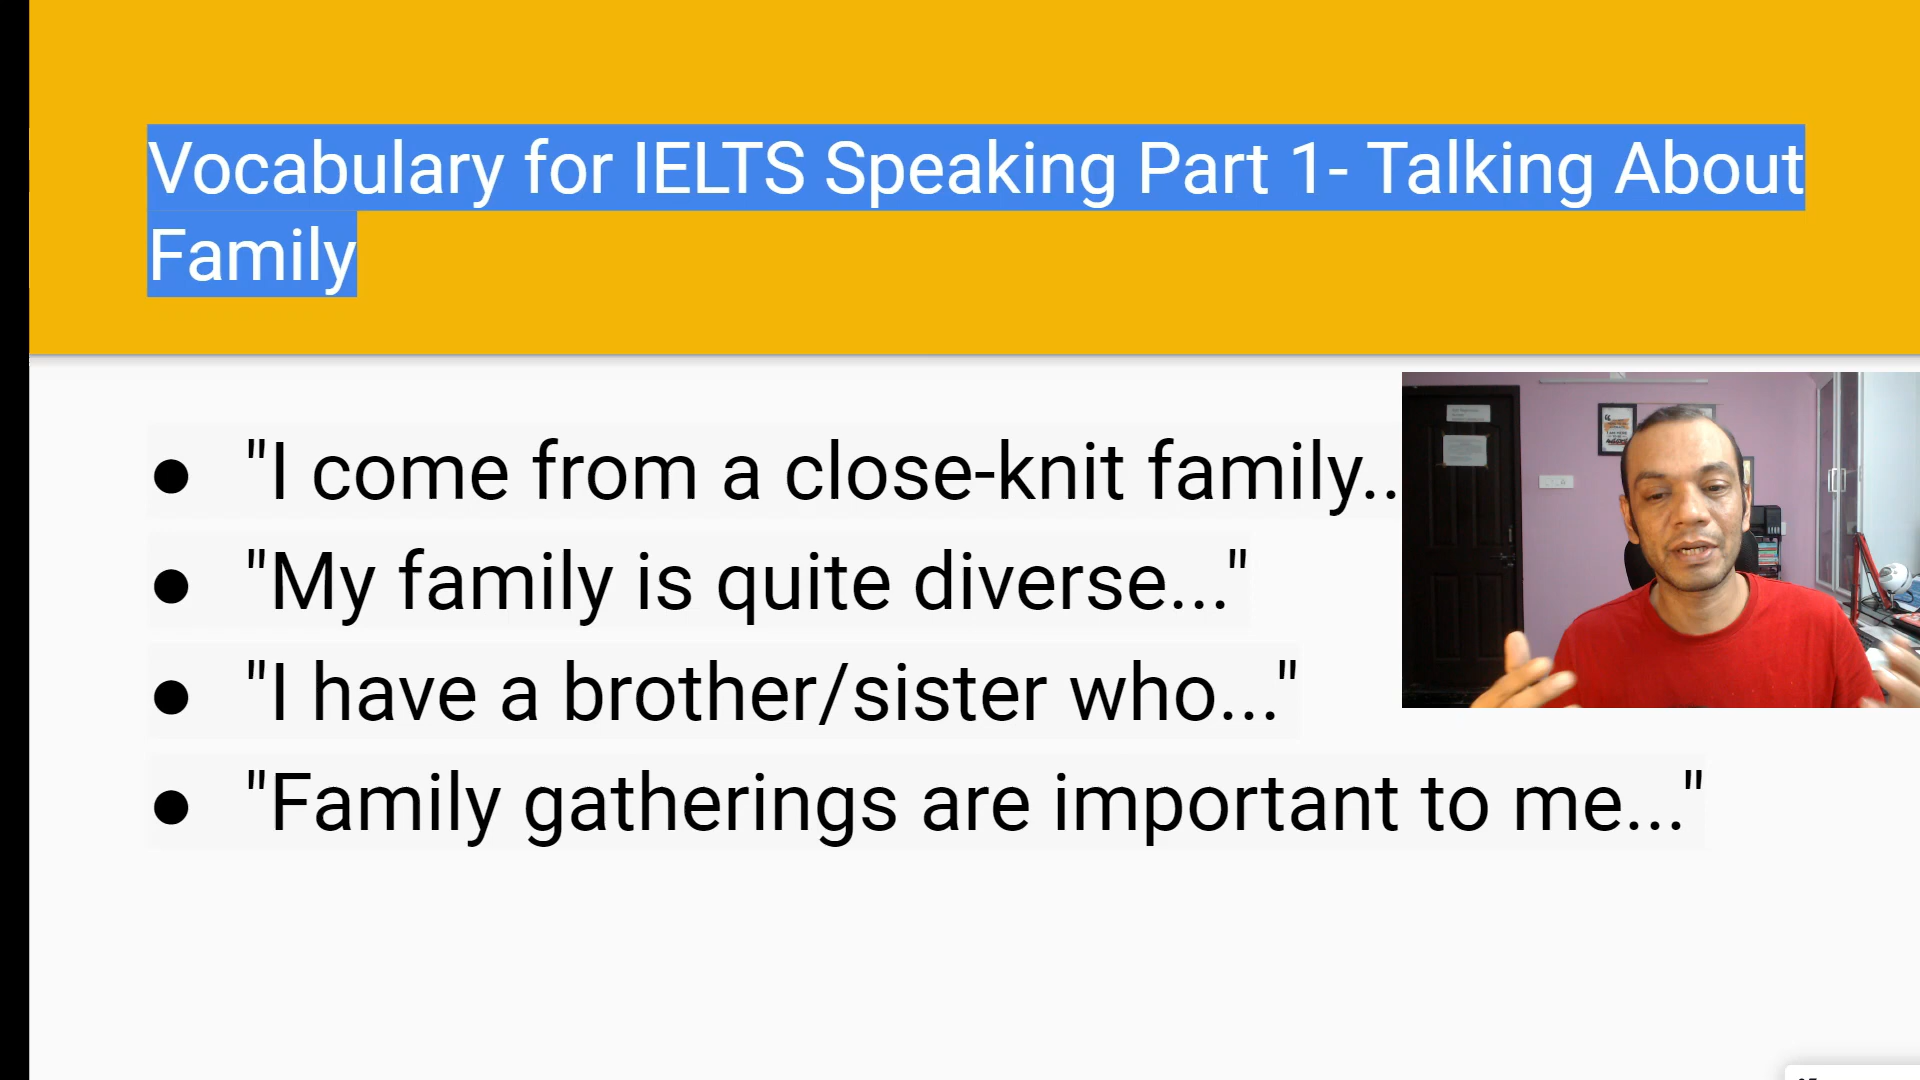 Vocabulary for IELTS Speaking Part 1- Talking About
Family
● "I come from a close-knit family..
● "My family is quite diverse..."
● "I have a brother/sister who..."
● "Family gatherings are important to me..."